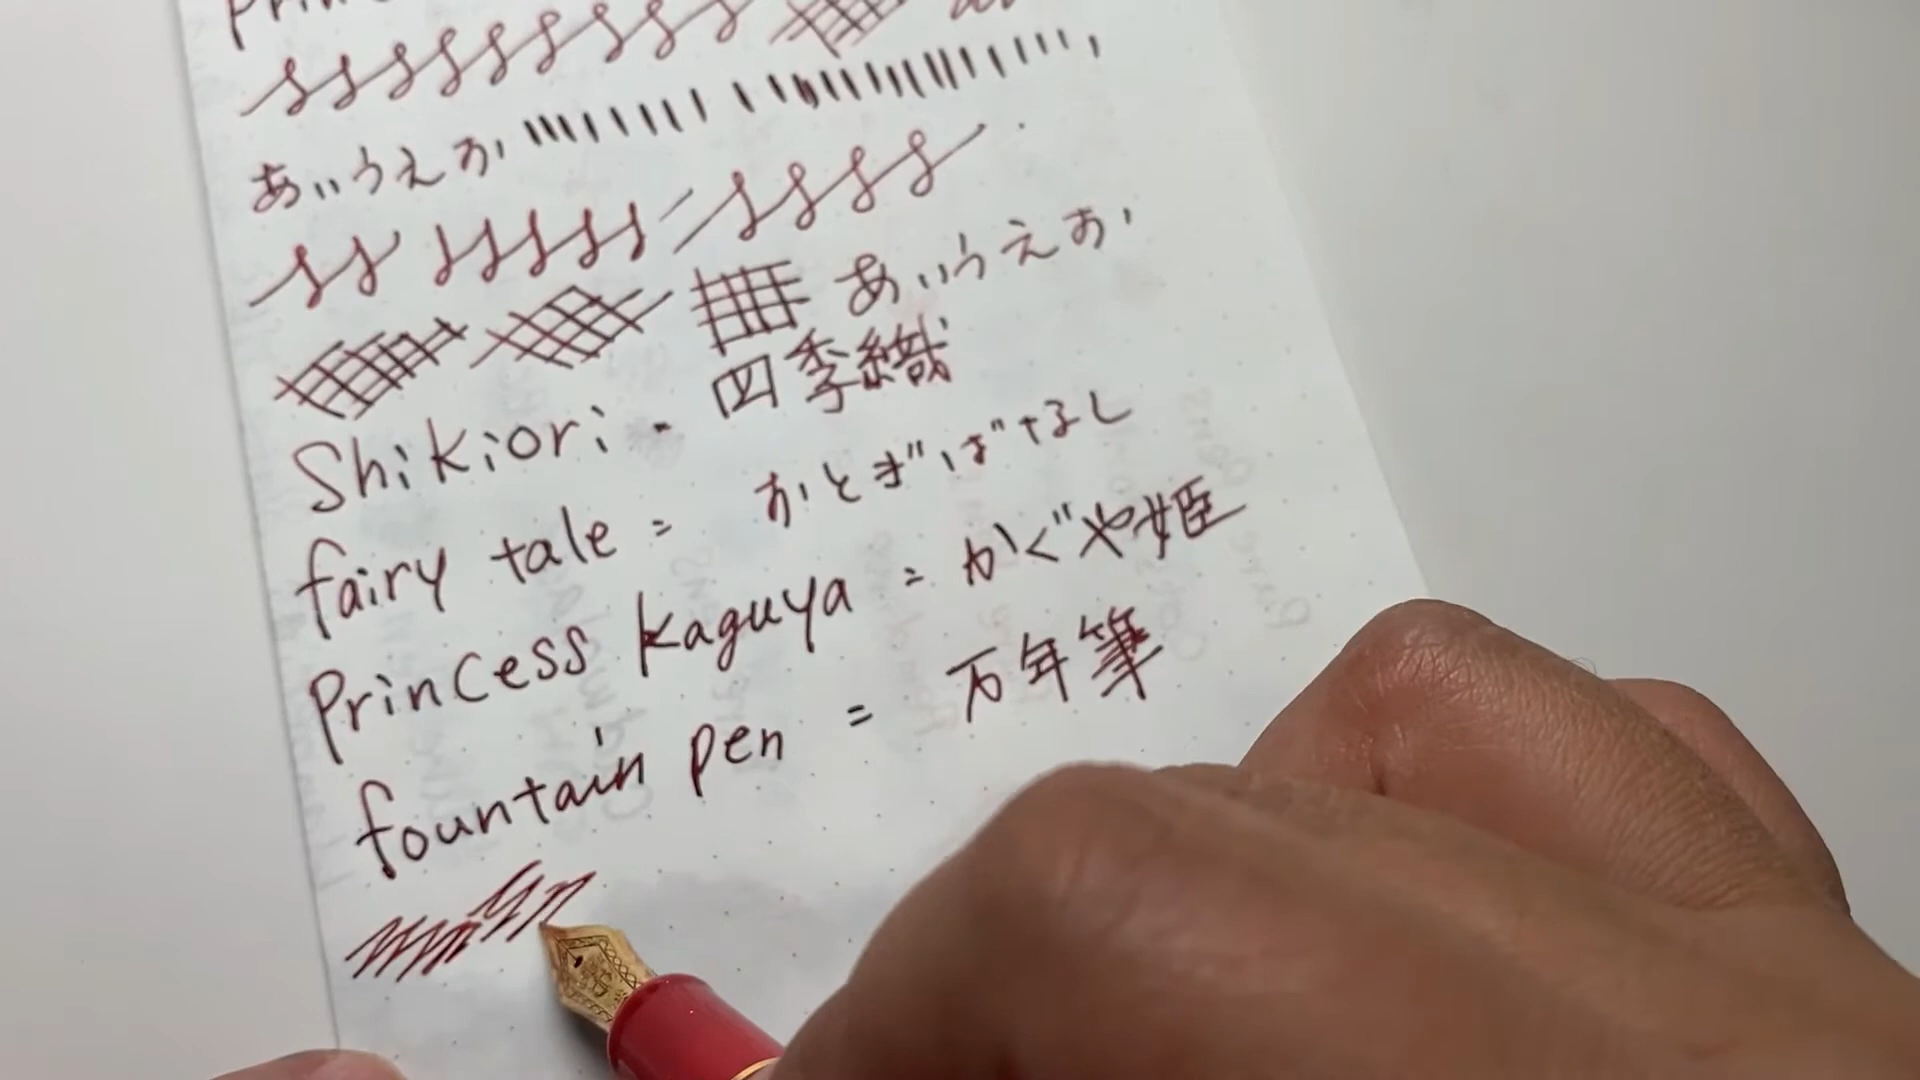 あいうえお
あいうえお
Shikiori - 四季織
fairy tale = おとぎばなし
Princess Kaguya = かぐや姫
fountain pen = 万年筆